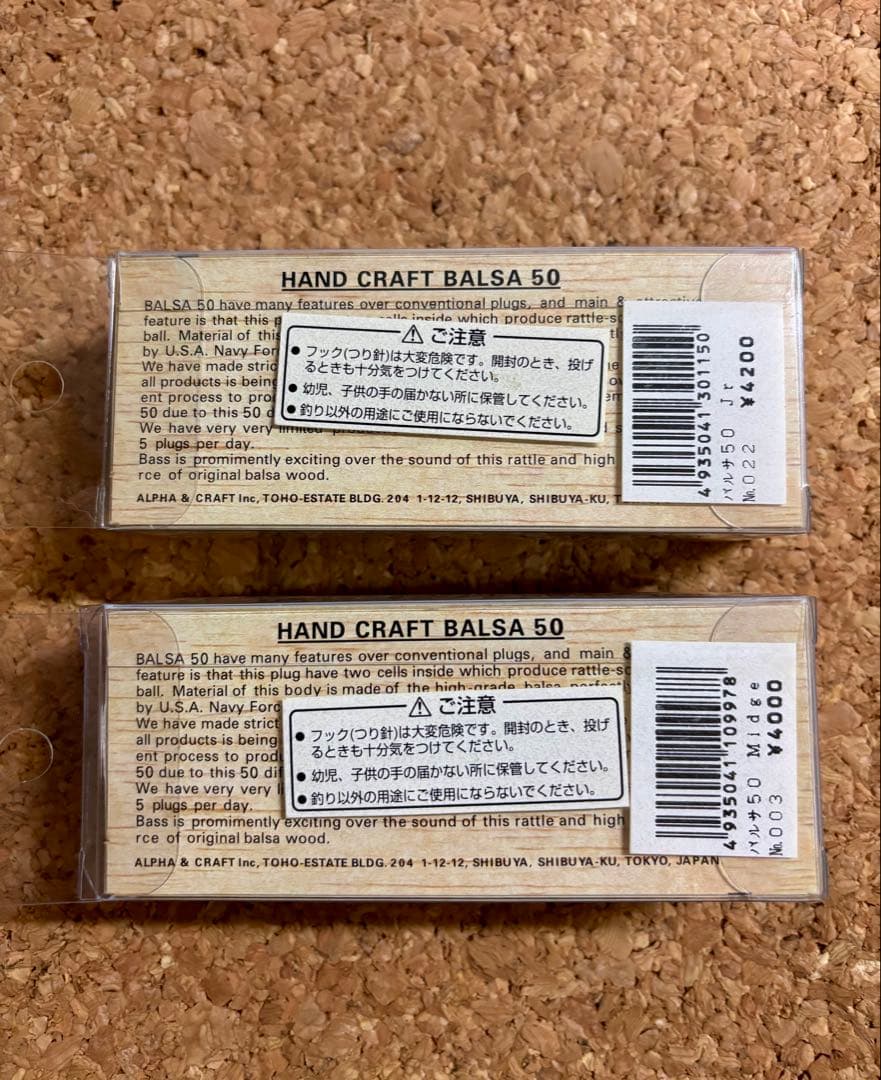 HAND CRAFT BALSA 50
BALSA 50 have many features over conventional plugs, and main & attractive
feature is that this p cells inside which produce rattle-so
ball. Material of this
by U.S.A. Navy For
We have made stric
all products is being
ent process to pro
50 due to this 50 d
We have very very limited
5 plugs per day.
Bass is promimently exciting over the sound of this rattle and high
rce of original balsa wood.
ALPHA & CRAFT Inc, TOHO-ESTATE BLDG. 204 1-12-12, SHIBUYA, SHIBUYA-KU, T
⚠ ご注意
● フック(つり針)は大変危険です。開封のとき、投げ
るときも十分気をつけてください。
● 幼児、子供の手の届かない所に保管してください。
● 釣り以外の用途にご使用にならないでください。
4935041301150
バルサ50 Jr
№022 ¥4200
HAND CRAFT BALSA 50
BALSA 50 have many features over conventional plugs, and main &
feature is that this plug have two cells inside which produce rattle-so
ball. Material of this body is made of the high-grade balsa perfectly
by U.S.A. Navy Forc
We have made strict
all products is being
ent process to prod
50 due to this 50 dif
We have very very l
5 plugs per day.
Bass is promimently exciting over the sound of this rattle and high
rce of original balsa wood.
ALPHA & CRAFT Inc, TOHO-ESTATE BLDG. 204 1-12-12, SHIBUYA, SHIBUYA-KU, TOKYO, JAPAN
⚠ ご注意
● フック(つり針)は大変危険です。開封のとき、投げ
るときも十分気をつけてください。
● 幼児、子供の手の届かない所に保管してください。
● 釣り以外の用途にご使用にならないでください。
4935041109978
バルサ50 Midge
№003 ¥4000